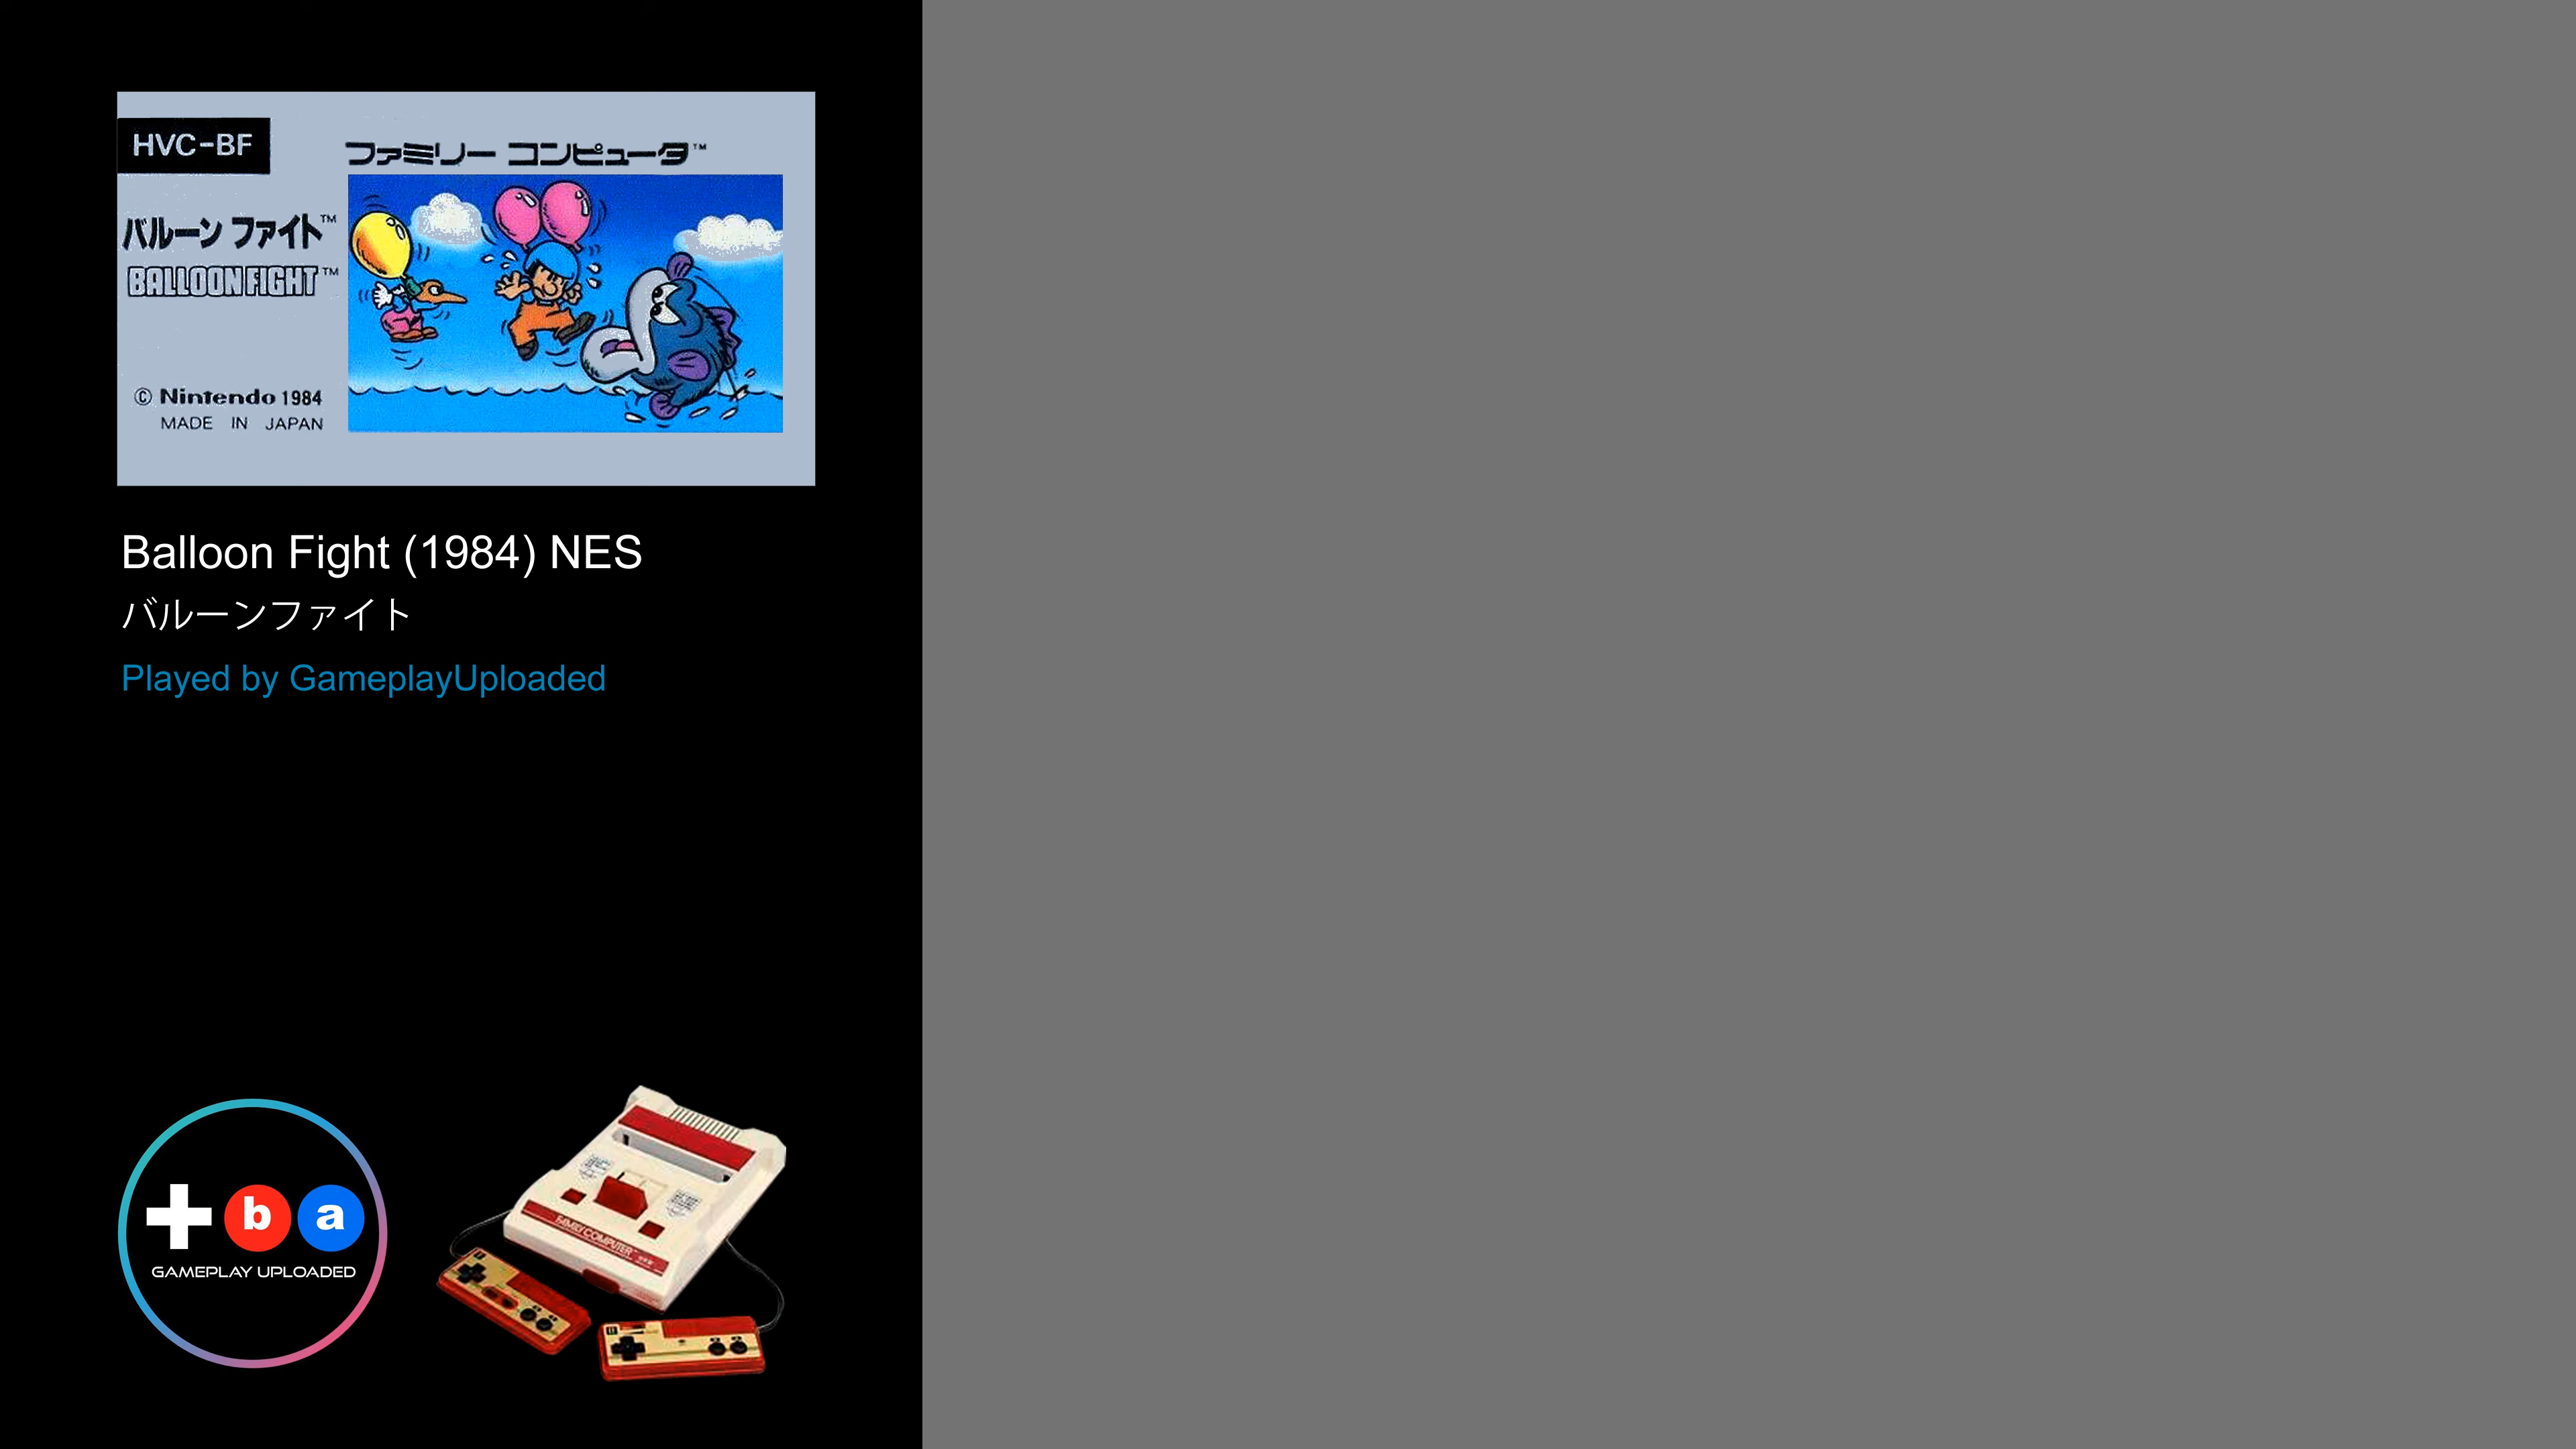 HVC-BF
ファミリー コンピュータ™
バルーン ファイト™
BALLOON FIGHT™
© Nintendo 1984
MADE IN JAPAN
Balloon Fight (1984) NES
バルーンファイト
Played by GameplayUploaded
b a
GAMEPLAY UPLOADED
FAMILY COMPUTER